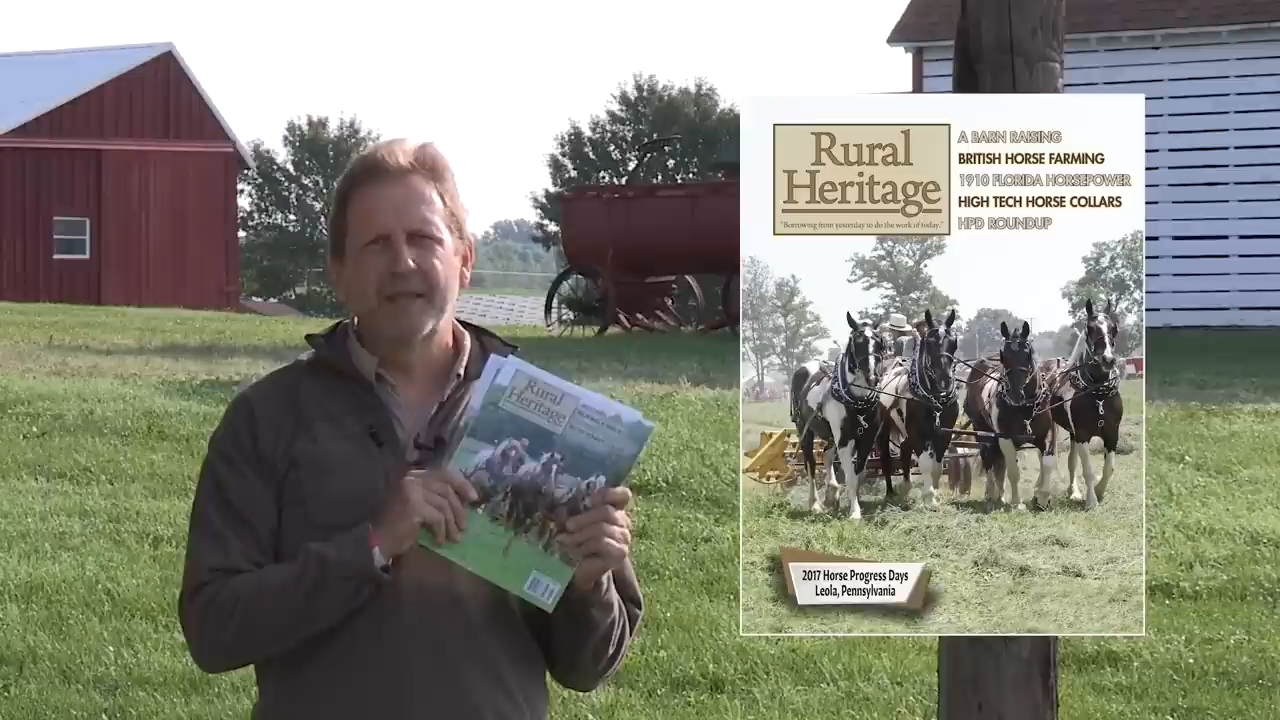 Rural
Heritage
"Borrowing from yesterday to do the work of today."
A BARN RAISING
BRITISH HORSE FARMING
1910 FLORIDA HORSEPOWER
HIGH TECH HORSE COLLARS
HPD ROUNDUP
2017 Horse Progress Days
Leola, Pennsylvania
Rural
Heritage